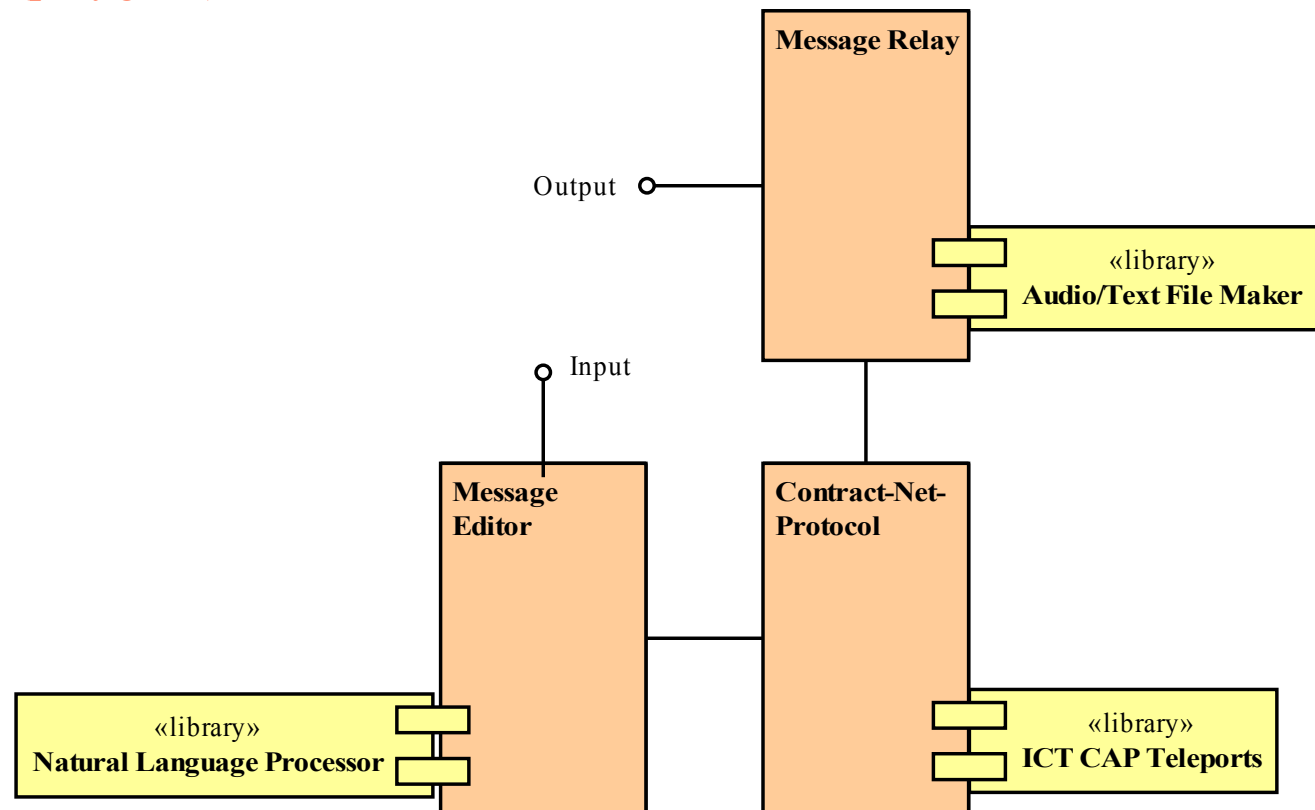 Message Relay
Output
«library»
Audio/Text File Maker
Input
Message
Editor
Contract-Net-
Protocol
«library»
Natural Language Processor
«library»
ICT CAP Teleports